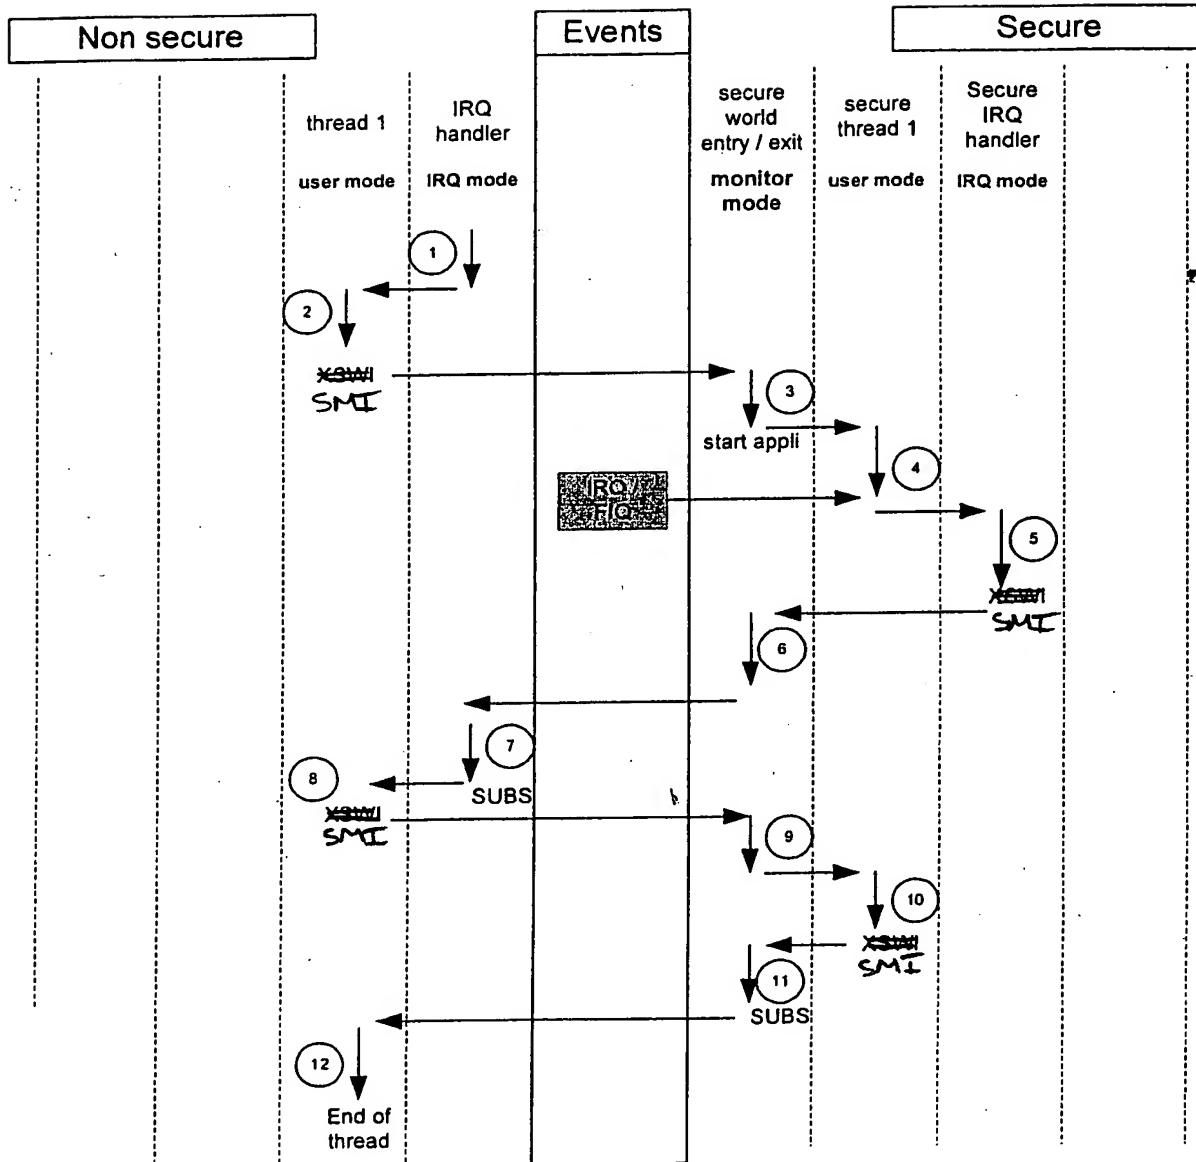 Non secure
Events
Secure
thread 1
user mode
IRQ
handler
IRQ mode
secure
world
entry / exit
monitor
mode
secure
thread 1
user mode
Secure
IRQ
handler
IRQ mode
1
2
XSWI
SMI
3
start appli
4
IRQ /
FIQ
5
XSWI
SMI
6
7
SUBS
8
XSWI
SMI
9
10
XSWI
SMI
11
SUBS
12
End of
thread